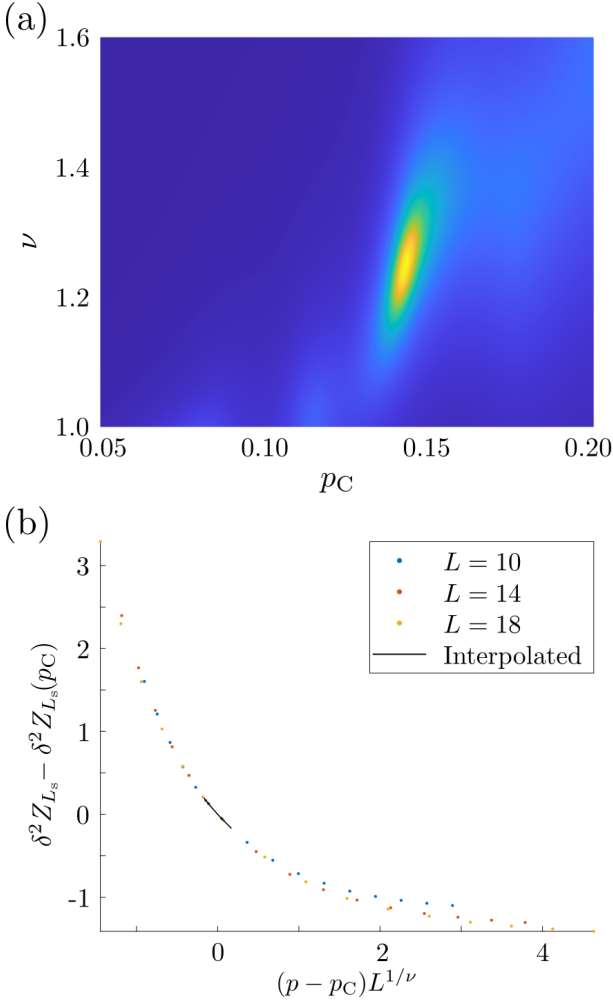 (a)
1.6
1.4
ν
1.2
1.0
0.05 0.10 0.15 0.20
p_C
(b)
3
2
1
0
-1
δ²Z_{L_s} − δ²Z_{L_s}(p_C)
L = 10
L = 14
L = 18
Interpolated
0 2 4
(p − p_C)L^{1/ν}